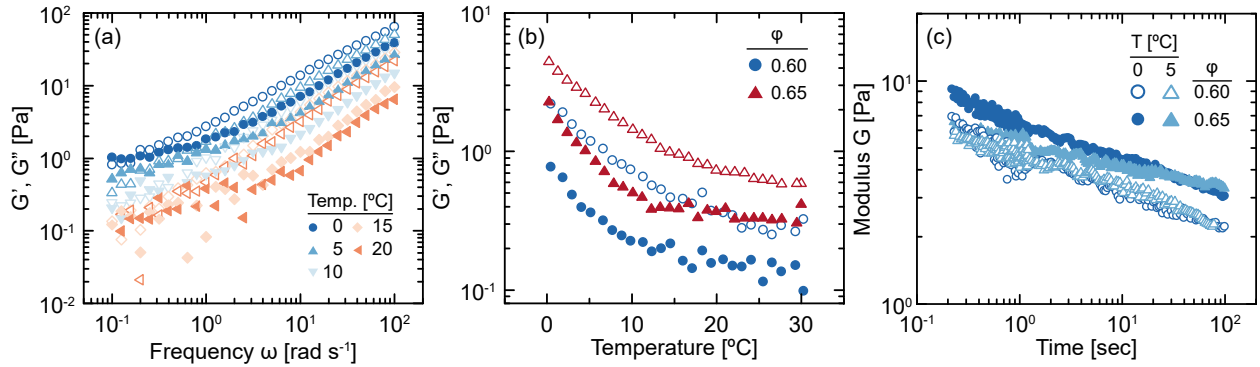 (a)
10²
10¹
10⁰
10⁻¹
10⁻²
G', G" [Pa]
Temp. [ºC]
0 15
5 20
10
10⁻¹ 10⁰ 10¹ 10²
Frequency ω [rad s⁻¹]
(b)
10¹
10⁰
10⁻¹
G', G" [Pa]
φ
0.60
0.65
0 10 20 30
Temperature [ºC]
(c)
10¹
10⁰
Modulus G [Pa]
T [ºC]
0 5 φ
0.60
0.65
10⁻¹ 10⁰ 10¹ 10²
Time [sec]